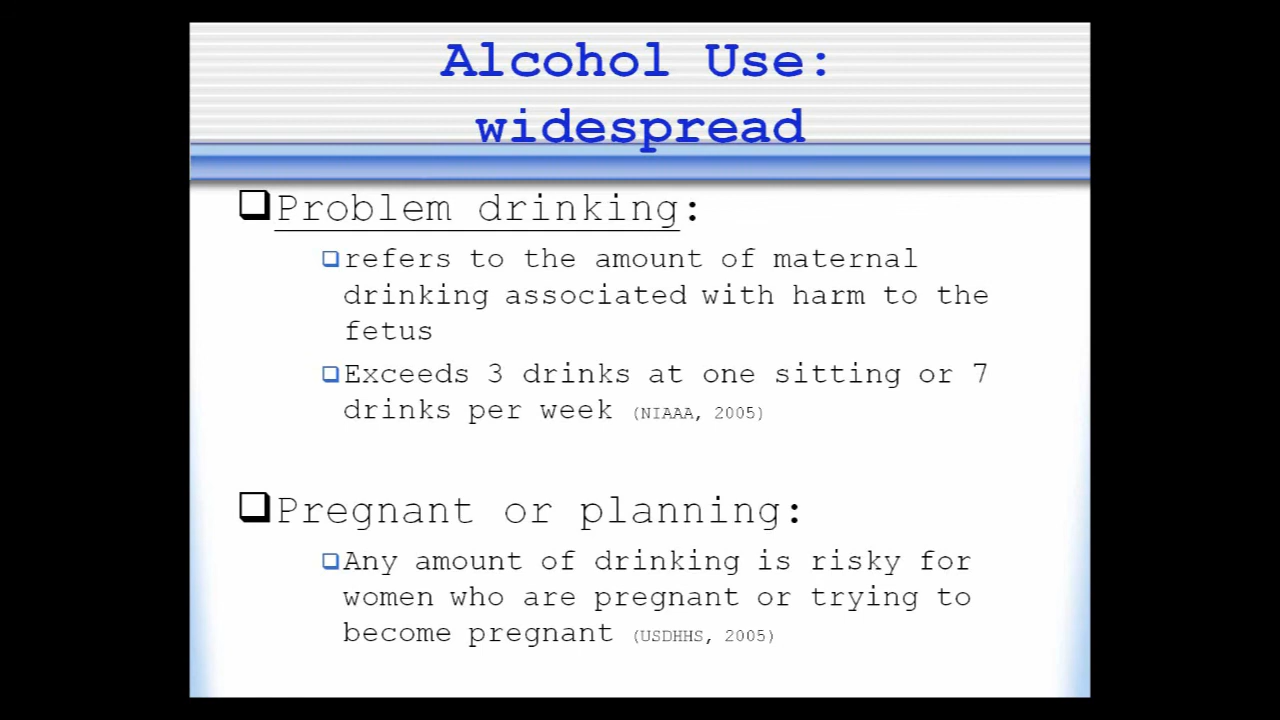 Alcohol Use:
widespread
Problem drinking:
refers to the amount of maternal
drinking associated with harm to the
fetus
Exceeds 3 drinks at one sitting or 7
drinks per week (NIAAA, 2005)
Pregnant or planning:
Any amount of drinking is risky for
women who are pregnant or trying to
become pregnant (USDHHS, 2005)